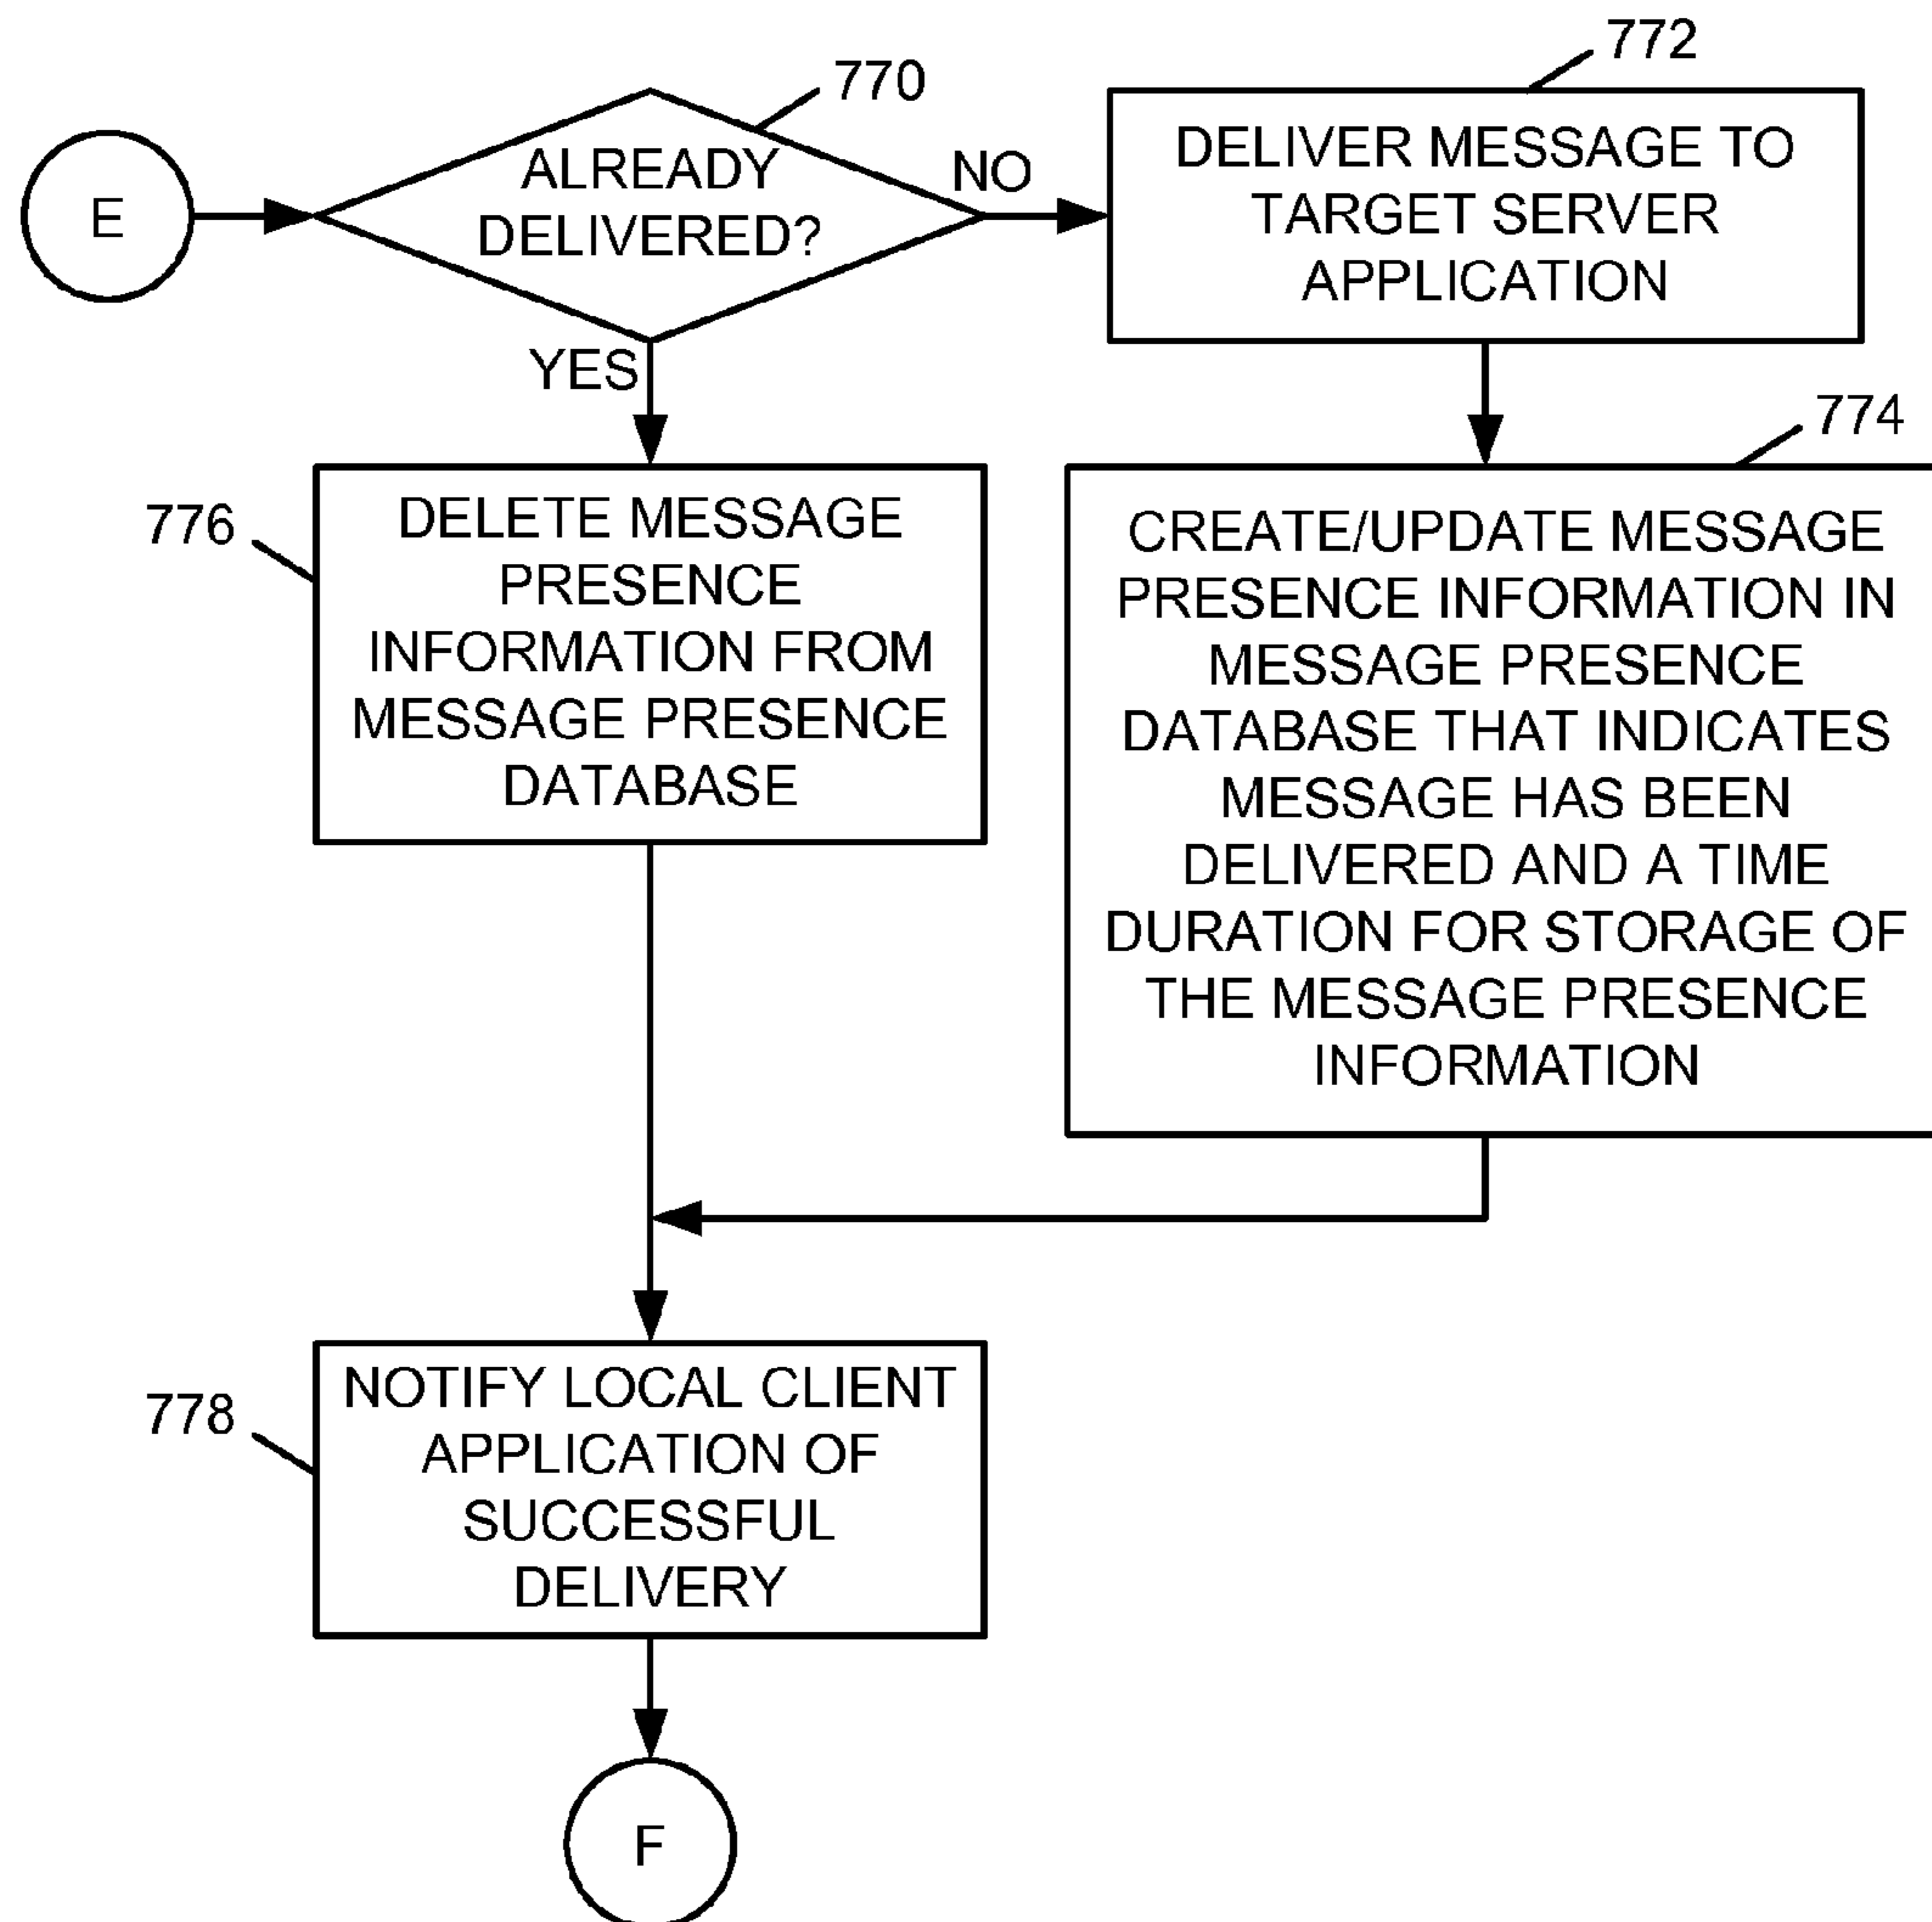 E
770
ALREADY
DELIVERED?
NO
YES
772
DELIVER MESSAGE TO
TARGET SERVER
APPLICATION
774
CREATE/UPDATE MESSAGE
PRESENCE INFORMATION IN
MESSAGE PRESENCE
DATABASE THAT INDICATES
MESSAGE HAS BEEN
DELIVERED AND A TIME
DURATION FOR STORAGE OF
THE MESSAGE PRESENCE
INFORMATION
776
DELETE MESSAGE
PRESENCE
INFORMATION FROM
MESSAGE PRESENCE
DATABASE
778
NOTIFY LOCAL CLIENT
APPLICATION OF
SUCCESSFUL
DELIVERY
F